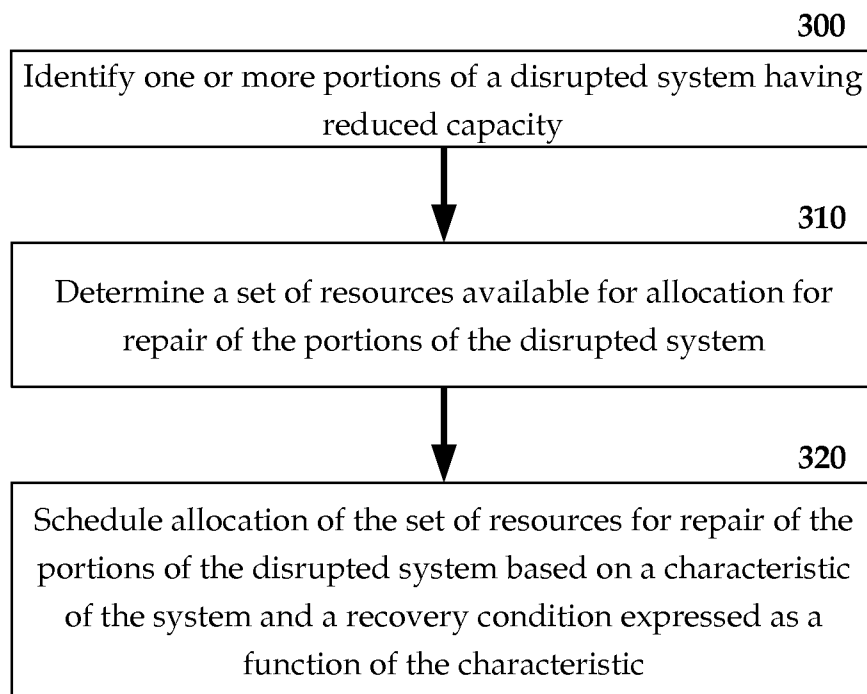 300
Identify one or more portions of a disrupted system having
reduced capacity
310
Determine a set of resources available for allocation for
repair of the portions of the disrupted system
320
Schedule allocation of the set of resources for repair of the
portions of the disrupted system based on a characteristic
of the system and a recovery condition expressed as a
function of the characteristic